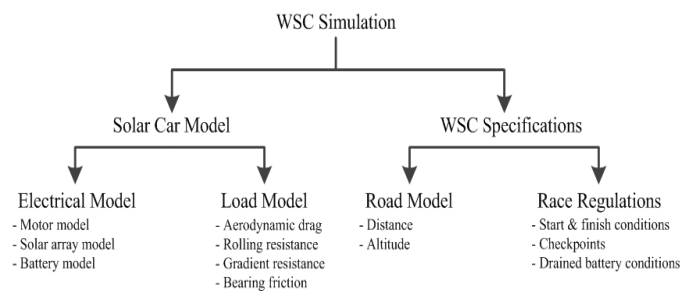 WSC Simulation
Solar Car Model
WSC Specifications
Electrical Model
- Motor model
- Solar array model
- Battery model
Load Model
- Aerodynamic drag
- Rolling resistance
- Gradient resistance
- Bearing friction
Road Model
- Distance
- Altitude
Race Regulations
- Start & finish conditions
- Checkpoints
- Drained battery conditions